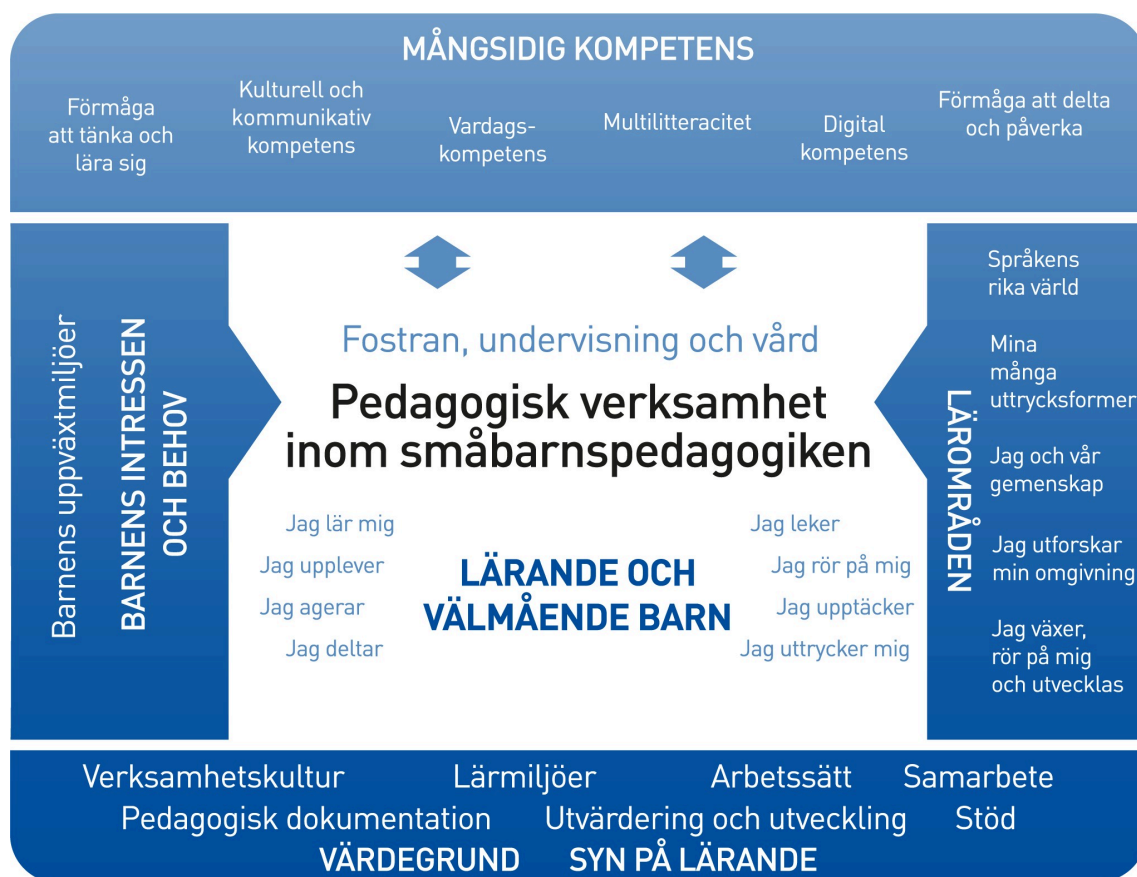 MÅNGSIDIG KOMPETENS
Förmåga
att tänka och
lära sig
Kulturell och
kommunikativ
kompetens
Vardags-
kompetens
Multilitteracitet
Digital
kompetens
Förmåga att delta
och påverka
Barnens uppväxtmiljöer
BARNENS INTRESSEN
OCH BEHOV
Fostran, undervisning och vård
Pedagogisk verksamhet
inom småbarnspedagogiken
Jag lär mig
Jag upplever
Jag agerar
Jag deltar
LÄRANDE OCH
VÄLMÅENDE BARN
Jag leker
Jag rör på mig
Jag upptäcker
Jag uttrycker mig
LÄROMRÅDEN
Språkens
rika värld
Mina
många
uttrycksformer
Jag och vår
gemenskap
Jag utforskar
min omgivning
Jag växer,
rör på mig
och utvecklas
Verksamhetskultur Lärmiljöer Arbetssätt Samarbete
Pedagogisk dokumentation Utvärdering och utveckling Stöd
VÄRDEGRUND SYN PÅ LÄRANDE